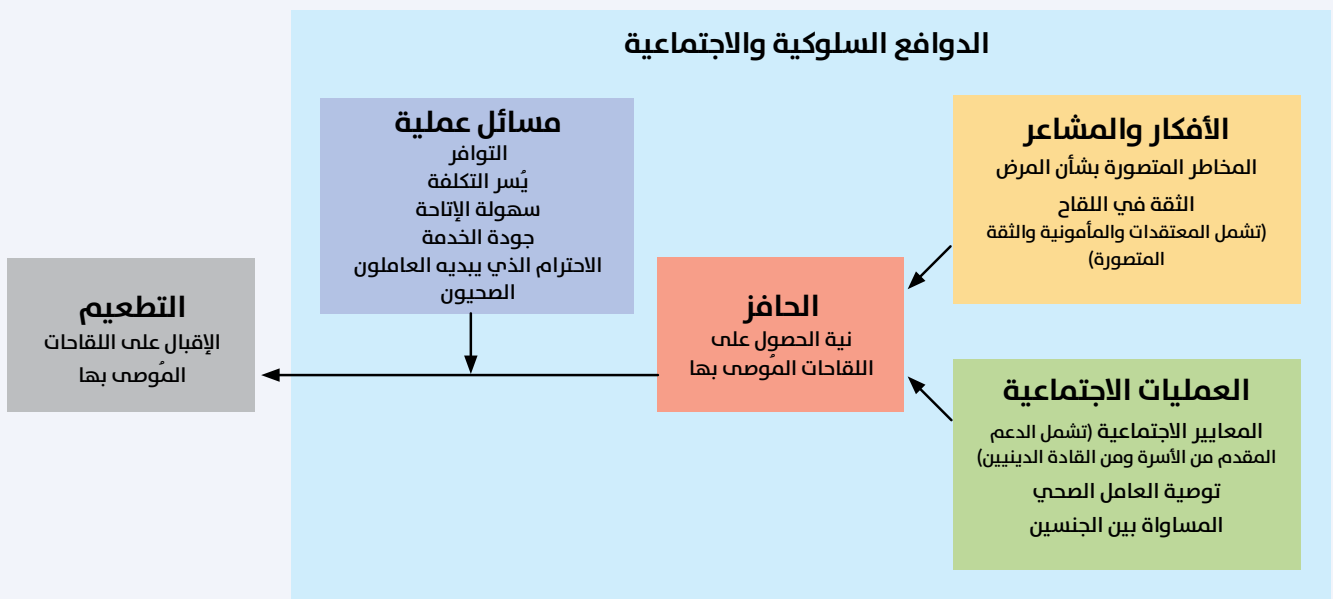 الدوافع السلوكية والاجتماعية
الأفكار والمشاعر
المخاطر المتصورة بشأن المرض
الثقة في اللقاح
(تشمل المعتقدات والمأمونية والثقة
المتصورة)
العمليات الاجتماعية
المعايير الاجتماعية (تشمل الدعم
المقدم من الأسرة ومن القادة الدينيين)
توصية العامل الصحي
المساواة بين الجنسين
الحافز
نية الحصول على
اللقاحات المُوصى بها
مسائل عملية
التوافر
يُسر التكلفة
سهولة الإتاحة
جودة الخدمة
الاحترام الذي يبديه العاملون
الصحيون
التطعيم
الإقبال على اللقاحات
المُوصى بها